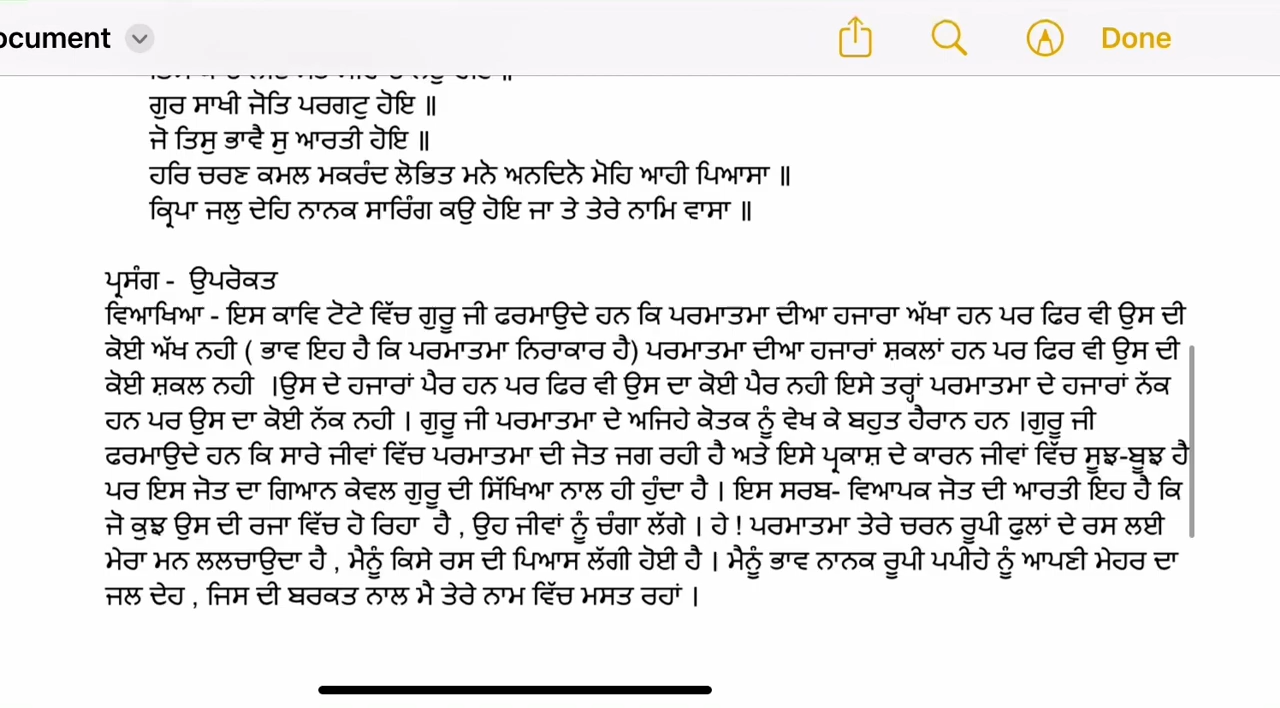 ocument
Done
ਗੁਰ ਸਾਖੀ ਜੋਤਿ ਪਰਗਟੁ ਹੋਇ ॥
ਜੋ ਤਿਸੁ ਭਾਵੈ ਸੁ ਆਰਤੀ ਹੋਇ ॥
ਹਰਿ ਚਰਣ ਕਮਲ ਮਕਰੰਦ ਲੋਭਿਤ ਮਨੋ ਅਨਦਿਨੋ ਮੋਹਿ ਆਹੀ ਪਿਆਸਾ ॥
ਕ੍ਰਿਪਾ ਜਲੁ ਦੇਹਿ ਨਾਨਕ ਸਾਰਿੰਗ ਕਉ ਹੋਇ ਜਾ ਤੇ ਤੇਰੇ ਨਾਮਿ ਵਾਸਾ ॥
ਪ੍ਰਸੰਗ - ਉਪਰੋਕਤ
ਵਿਆਖਿਆ - ਇਸ ਕਾਵਿ ਟੋਟੇ ਵਿੱਚ ਗੁਰੂ ਜੀ ਫਰਮਾਉਦੇ ਹਨ ਕਿ ਪਰਮਾਤਮਾ ਦੀਆ ਹਜਾਰਾ ਅੱਖਾ ਹਨ ਪਰ ਫਿਰ ਵੀ ਉਸ ਦੀ
ਕੋਈ ਅੱਖ ਨਹੀ ( ਭਾਵ ਇਹ ਹੈ ਕਿ ਪਰਮਾਤਮਾ ਨਿਰਾਕਾਰ ਹੈ) ਪਰਮਾਤਮਾ ਦੀਆ ਹਜਾਰਾਂ ਸ਼ਕਲਾਂ ਹਨ ਪਰ ਫਿਰ ਵੀ ਉਸ ਦੀ
ਕੋਈ ਸ਼ਕਲ ਨਹੀ ।ਉਸ ਦੇ ਹਜਾਰਾਂ ਪੈਰ ਹਨ ਪਰ ਫਿਰ ਵੀ ਉਸ ਦਾ ਕੋਈ ਪੈਰ ਨਹੀ ਇਸੇ ਤਰ੍ਹਾਂ ਪਰਮਾਤਮਾ ਦੇ ਹਜਾਰਾਂ ਨੱਕ
ਹਨ ਪਰ ਉਸ ਦਾ ਕੋਈ ਨੱਕ ਨਹੀ । ਗੁਰੂ ਜੀ ਪਰਮਾਤਮਾ ਦੇ ਅਜਿਹੇ ਕੋਤਕ ਨੂੰ ਵੇਖ ਕੇ ਬਹੁਤ ਹੈਰਾਨ ਹਨ ।ਗੁਰੂ ਜੀ
ਫਰਮਾਉਦੇ ਹਨ ਕਿ ਸਾਰੇ ਜੀਵਾਂ ਵਿੱਚ ਪਰਮਾਤਮਾ ਦੀ ਜੋਤ ਜਗ ਰਹੀ ਹੈ ਅਤੇ ਇਸੇ ਪ੍ਰਕਾਸ਼ ਦੇ ਕਾਰਨ ਜੀਵਾਂ ਵਿੱਚ ਸੂਝ-ਬੂਝ ਹੈ
ਪਰ ਇਸ ਜੋਤ ਦਾ ਗਿਆਨ ਕੇਵਲ ਗੁਰੂ ਦੀ ਸਿੱਖਿਆ ਨਾਲ ਹੀ ਹੁੰਦਾ ਹੈ । ਇਸ ਸਰਬ- ਵਿਆਪਕ ਜੋਤ ਦੀ ਆਰਤੀ ਇਹ ਹੈ ਕਿ
ਜੋ ਕੁਝ ਉਸ ਦੀ ਰਜਾ ਵਿੱਚ ਹੋ ਰਿਹਾ ਹੈ , ਉਹ ਜੀਵਾਂ ਨੂੰ ਚੰਗਾ ਲੱਗੇ । ਹੇ ! ਪਰਮਾਤਮਾ ਤੇਰੇ ਚਰਨ ਰੂਪੀ ਫੁਲਾਂ ਦੇ ਰਸ ਲਈ
ਮੇਰਾ ਮਨ ਲਲਚਾਉਦਾ ਹੈ , ਮੈਨੂੰ ਕਿਸੇ ਰਸ ਦੀ ਪਿਆਸ ਲੱਗੀ ਹੋਈ ਹੈ । ਮੈਨੂੰ ਭਾਵ ਨਾਨਕ ਰੂਪੀ ਪਪੀਹੇ ਨੂੰ ਆਪਣੀ ਮੇਹਰ ਦਾ
ਜਲ ਦੇਹ , ਜਿਸ ਦੀ ਬਰਕਤ ਨਾਲ ਮੈ ਤੇਰੇ ਨਾਮ ਵਿੱਚ ਮਸਤ ਰਹਾਂ ।